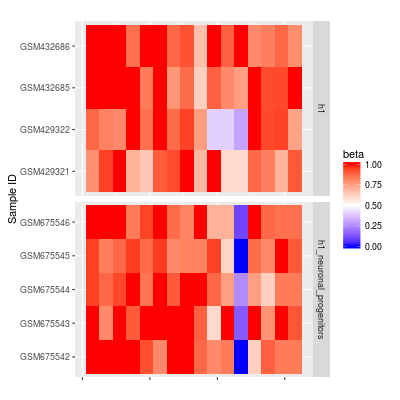 GSM432686
GSM432685
GSM429322
GSM429321
h1
GSM675546
GSM675545
GSM675544
GSM675543
GSM675542
h1_neuronal_progenitors
Sample ID
beta
1.00
0.75
0.50
0.25
0.00